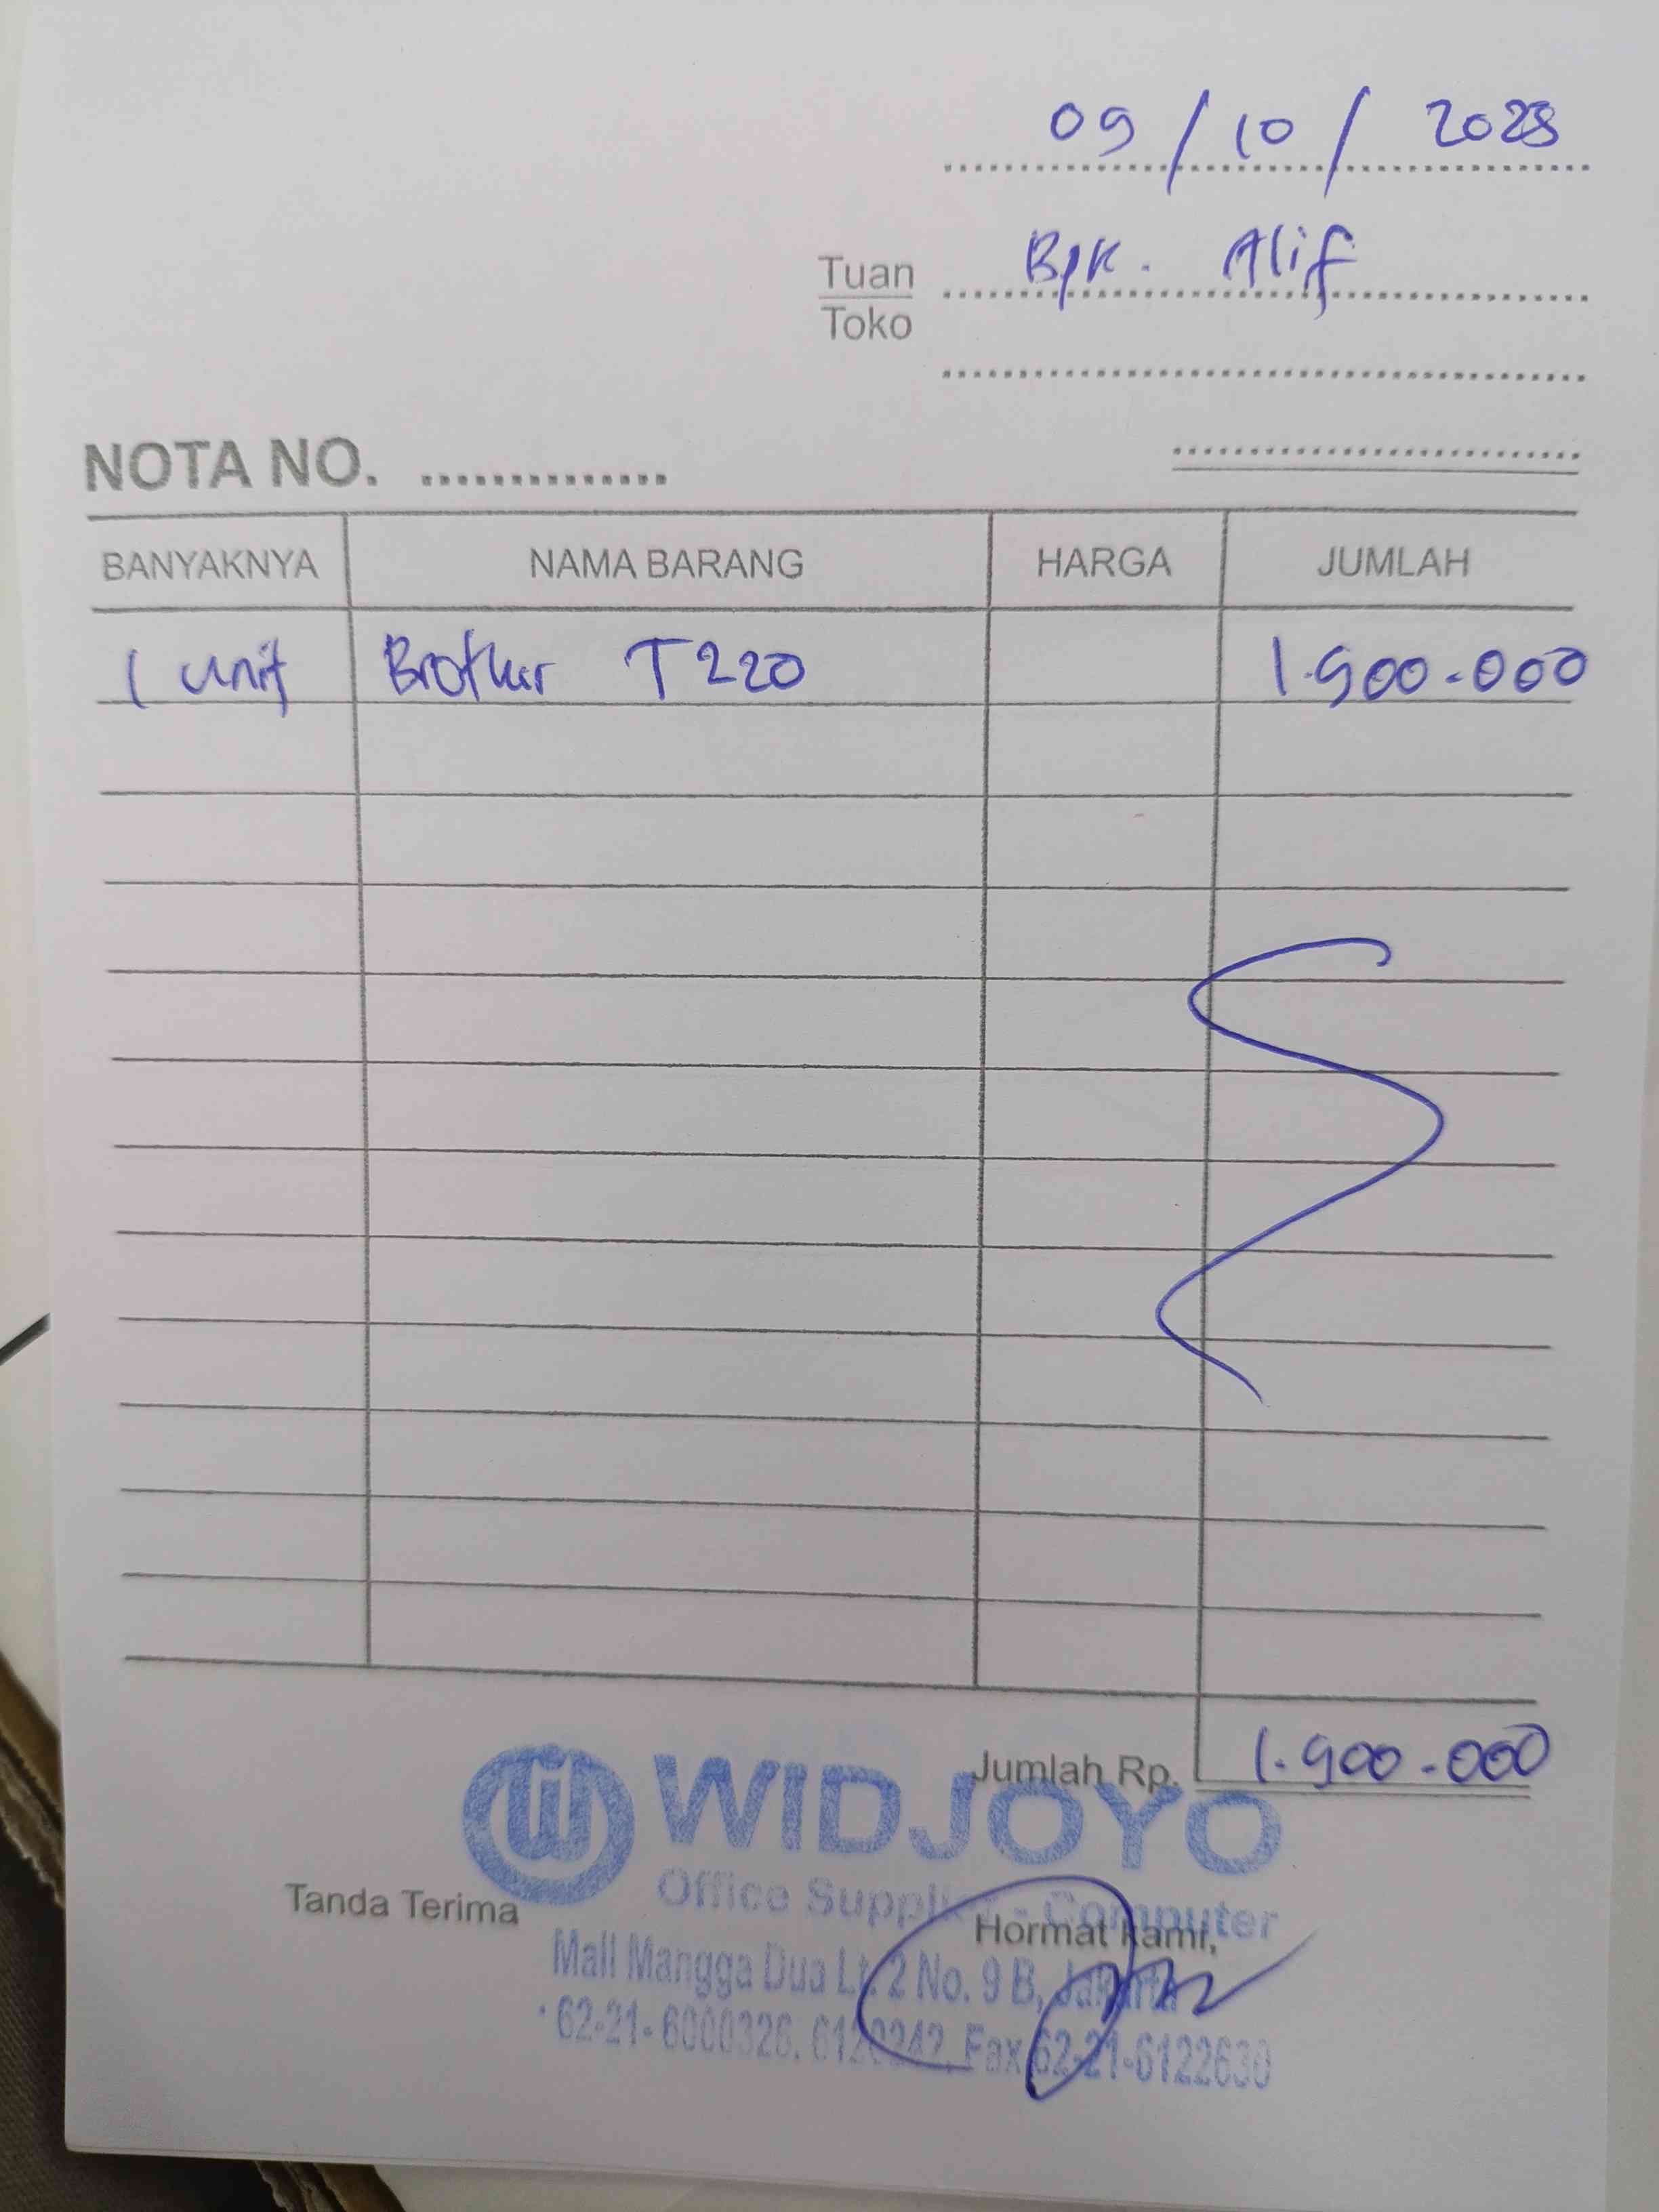 09 / 10 / 2023
Tuan Bpk. Alif
Toko
NOTA NO. ..............
BANYAKNYA NAMA BARANG HARGA JUMLAH
1 unit Brother T220 1.900.000
Jumlah Rp. 1.900.000
WIDJOYO
Office Supplies - Computer
Tanda Terima
Hormat kami,
Mall Mangga Dua Lt. 2 No. 9 B, Jakarta
62-21-6000326, 6120242, Fax 62-21-6122630